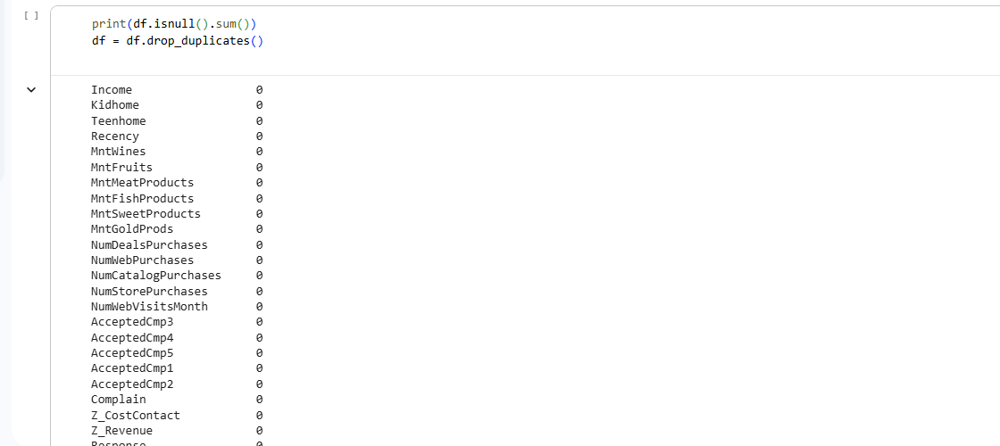 [ ]
print(df.isnull().sum())
df = df.drop_duplicates()
Income 0
Kidhome 0
Teenhome 0
Recency 0
MntWines 0
MntFruits 0
MntMeatProducts 0
MntFishProducts 0
MntSweetProducts 0
MntGoldProds 0
NumDealsPurchases 0
NumWebPurchases 0
NumCatalogPurchases 0
NumStorePurchases 0
NumWebVisitsMonth 0
AcceptedCmp3 0
AcceptedCmp4 0
AcceptedCmp5 0
AcceptedCmp1 0
AcceptedCmp2 0
Complain 0
Z_CostContact 0
Z_Revenue 0
Response 0